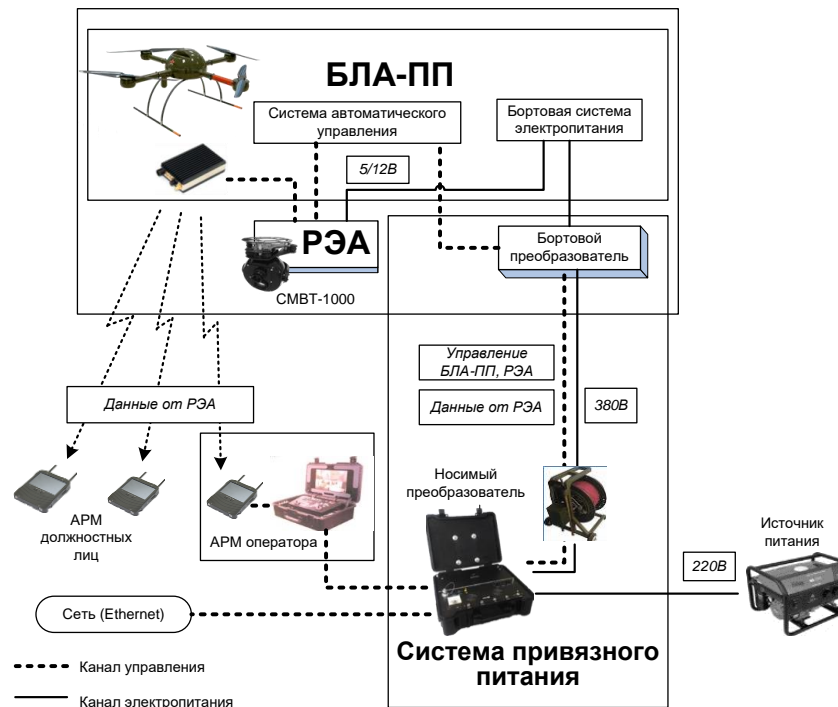 БЛА-ПП
Система автоматического
управления
Бортовая система
электропитания
5/12В
РЭА
СМВТ-1000
Бортовой
преобразователь
Управление
БЛА-ПП, РЭА
Данные от РЭА
380В
Данные от РЭА
АРМ
должностных
лиц
АРМ оператора
Носимый
преобразователь
Источник
питания
220В
Сеть (Ethernet)
Система привязного
питания
Канал управления
Канал электропитания